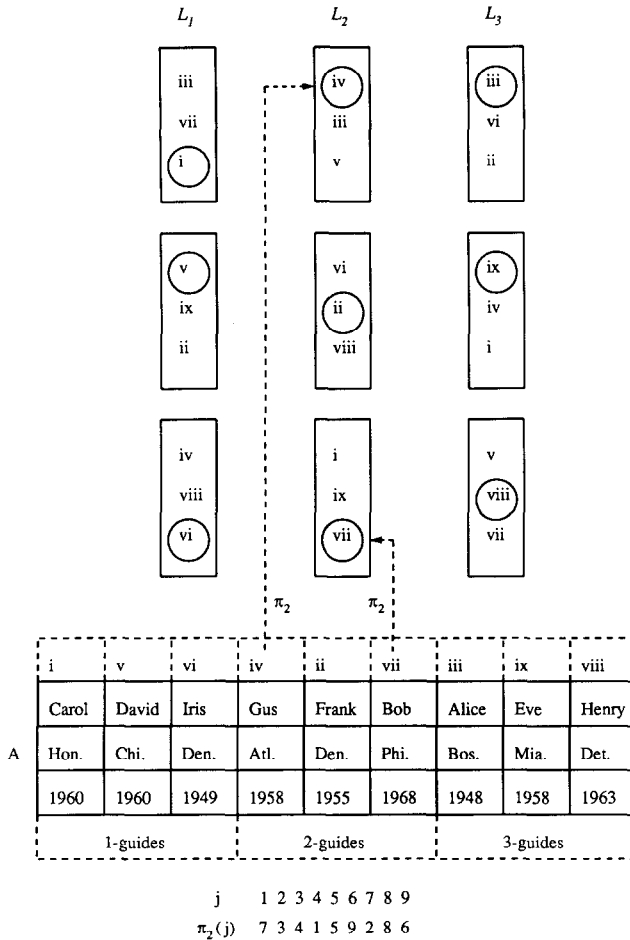 L1 L2 L3
iii iv iii
vii iii vi
i v ii
v vi ix
ix ii iv
ii viii i
iv i v
viii ix viii
vi vii vii
π2 π2
i v vi iv ii vii iii ix viii
Carol David Iris Gus Frank Bob Alice Eve Henry
A Hon. Chi. Den. Atl. Den. Phi. Bos. Mia. Det.
1960 1960 1949 1958 1955 1968 1948 1958 1963
1-guides 2-guides 3-guides
j 1 2 3 4 5 6 7 8 9
π2(j) 7 3 4 1 5 9 2 8 6